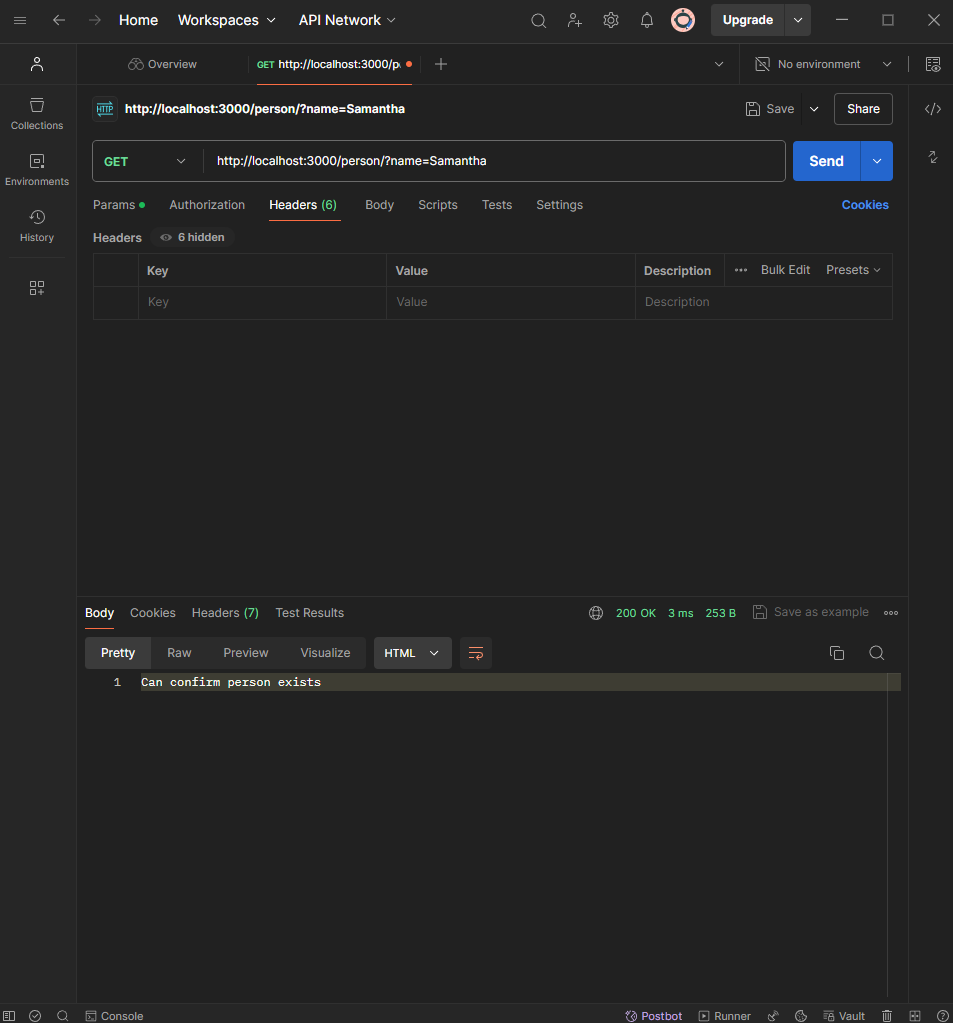 Home Workspaces API Network Upgrade
Overview GET http://localhost:3000/p No environment
HTTP http://localhost:3000/person/?name=Samantha Save Share
Collections
GET http://localhost:3000/person/?name=Samantha Send
Environments
Params Authorization Headers (6) Body Scripts Tests Settings Cookies
History
Headers 6 hidden
Key Value Description Bulk Edit Presets
Key Value Description
Body Cookies Headers (7) Test Results 200 OK 3 ms 253 B Save as example
Pretty Raw Preview Visualize HTML
1 Can confirm person exists
Console Postbot Runner Vault